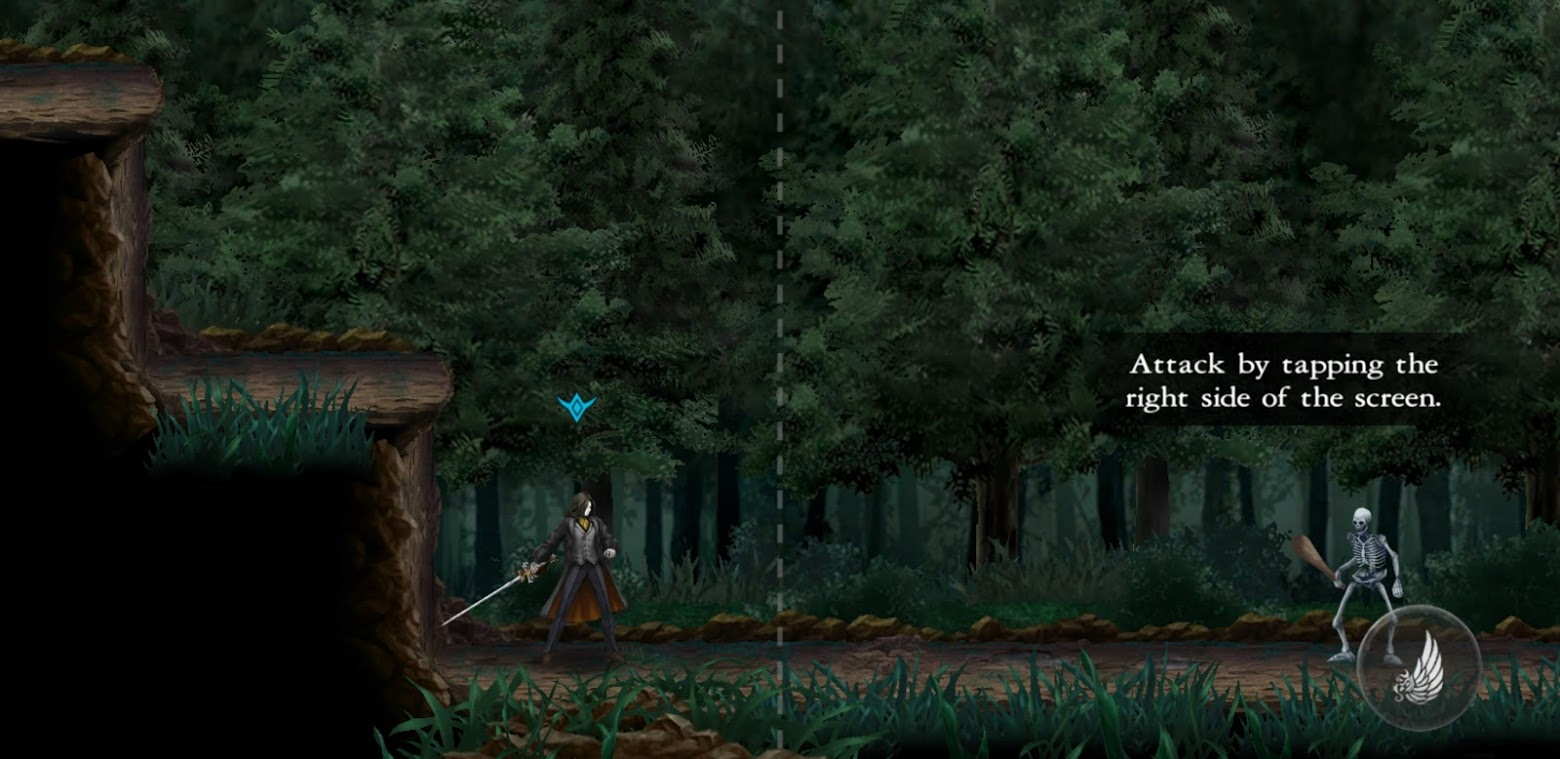 Attack by tapping the
right side of the screen.